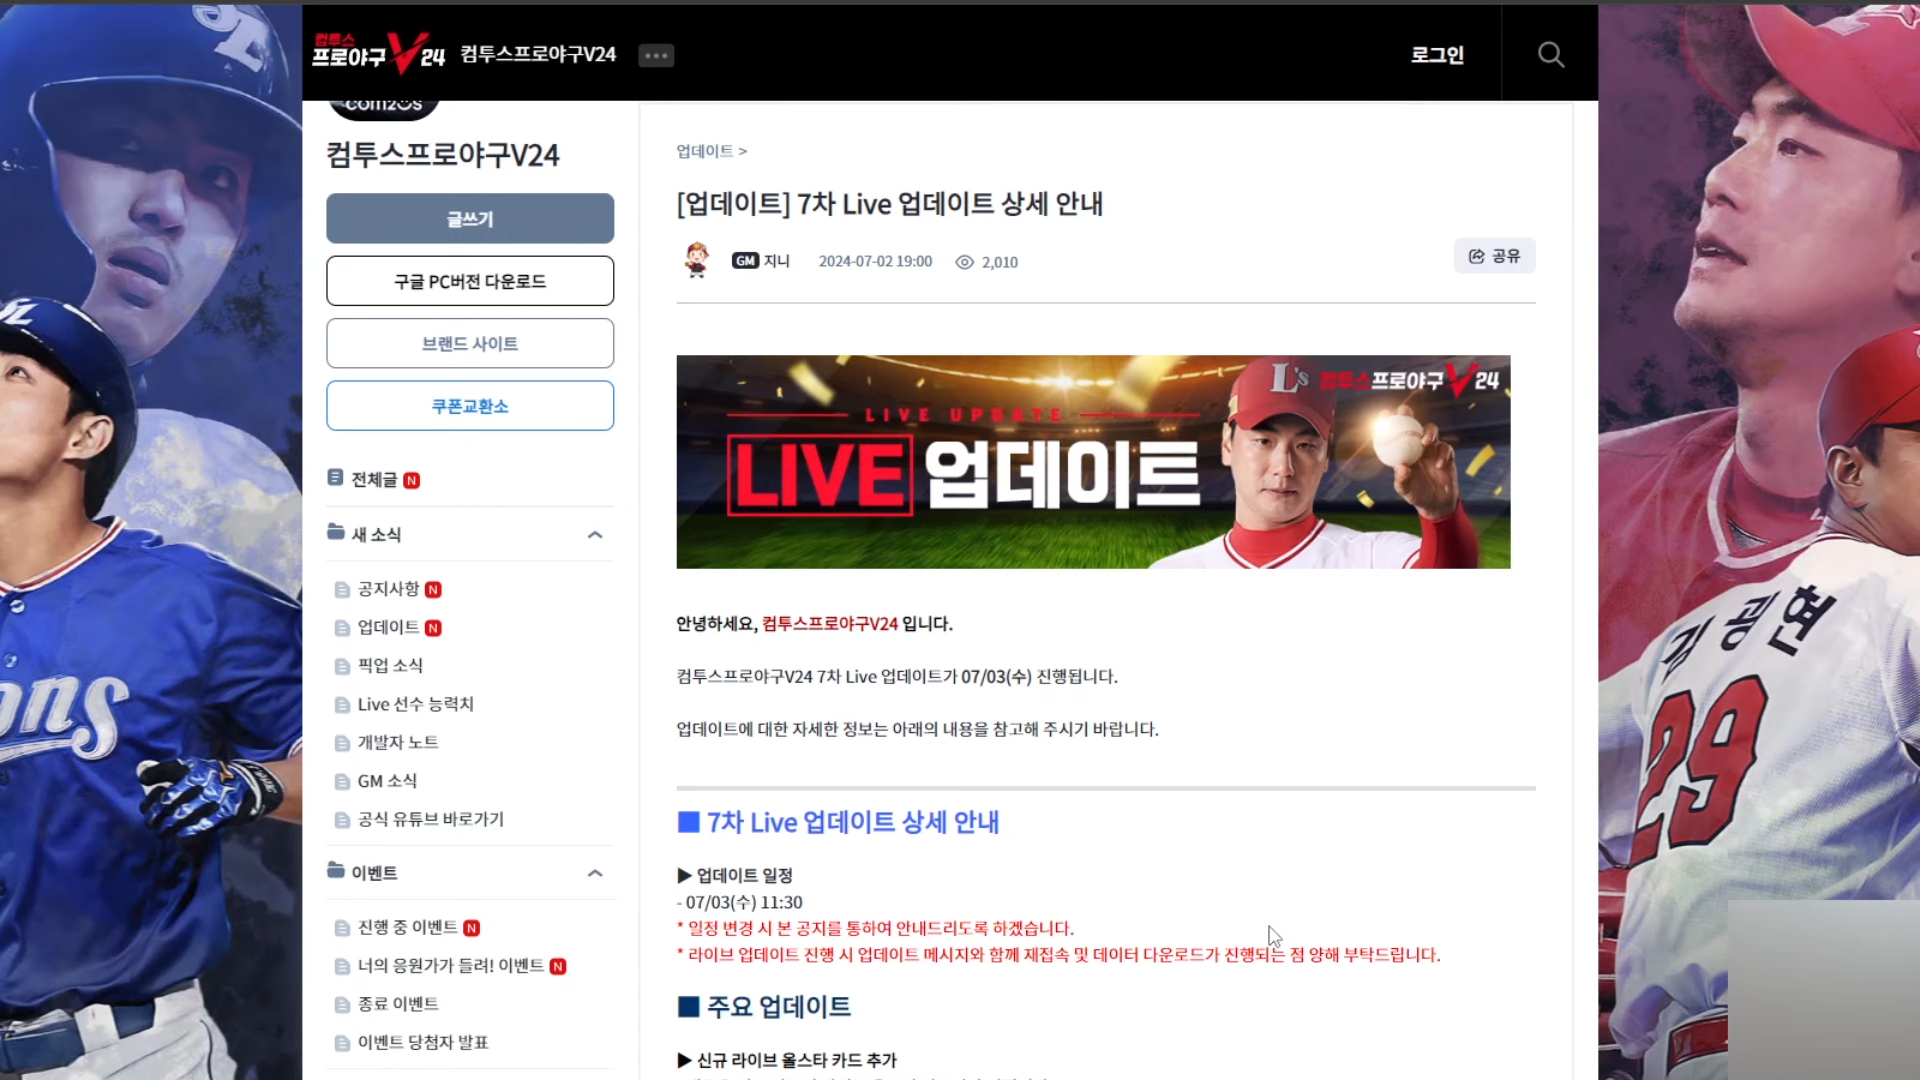 컴투스
프로야구 V 24
컴투스프로야구V24
로그인
com2us
컴투스프로야구V24
글쓰기
구글 PC버전 다운로드
브랜드 사이트
쿠폰교환소
전체글 N
새 소식
공지사항 N
업데이트 N
픽업 소식
Live 선수 능력치
개발자 노트
GM 소식
공식 유튜브 바로가기
이벤트
진행 중 이벤트 N
너의 응원가가 들려! 이벤트 N
종료 이벤트
이벤트 당첨자 발표
업데이트 >
[업데이트] 7차 Live 업데이트 상세 안내
GM 지니 2024-07-02 19:00 2,010
공유
L's
컴투스프로야구 V 24
LIVE UPDATE
LIVE 업데이트
안녕하세요, 컴투스프로야구V24 입니다.
컴투스프로야구V24 7차 Live 업데이트가 07/03(수) 진행됩니다.
업데이트에 대한 자세한 정보는 아래의 내용을 참고해 주시기 바랍니다.
■ 7차 Live 업데이트 상세 안내
▶ 업데이트 일정
- 07/03(수) 11:30
* 일정 변경 시 본 공지를 통하여 안내드리도록 하겠습니다.
* 라이브 업데이트 진행 시 업데이트 메시지와 함께 재접속 및 데이터 다운로드가 진행되는 점 양해 부탁드립니다.
■ 주요 업데이트
▶ 신규 라이브 올스타 카드 추가
ons
김광현
29